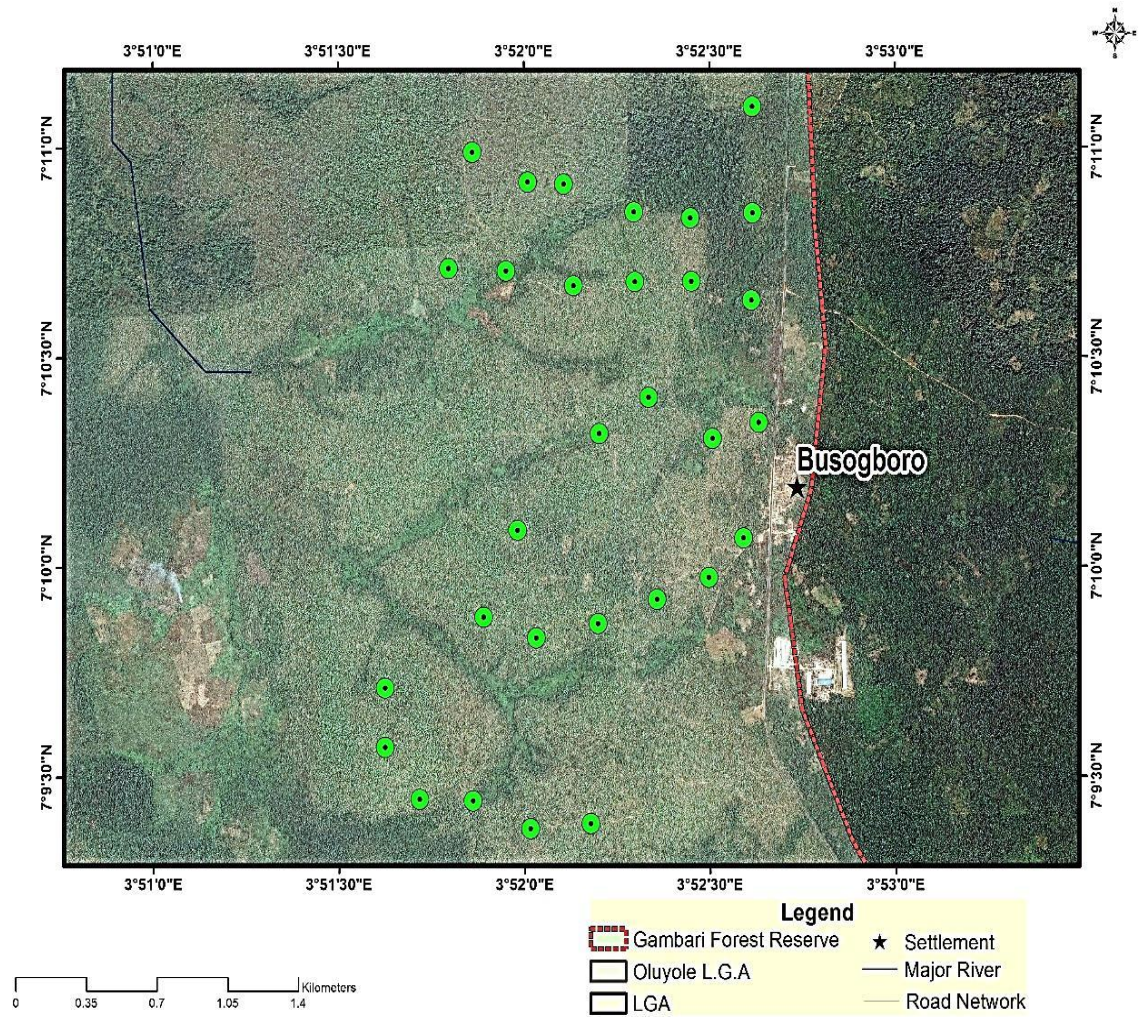 N
W E
S
3°51'0"E 3°51'30"E 3°52'0"E 3°52'30"E 3°53'0"E
7°11'0"N 7°11'0"N
7°10'30"N 7°10'30"N
Busogboro
7°10'0"N 7°10'0"N
7°9'30"N 7°9'30"N
3°51'0"E 3°51'30"E 3°52'0"E 3°52'30"E 3°53'0"E
Legend
Gambari Forest Reserve
Settlement
Oluyole L.G.A
Major River
LGA
Road Network
Kilometers
0 0.35 0.7 1.05 1.4